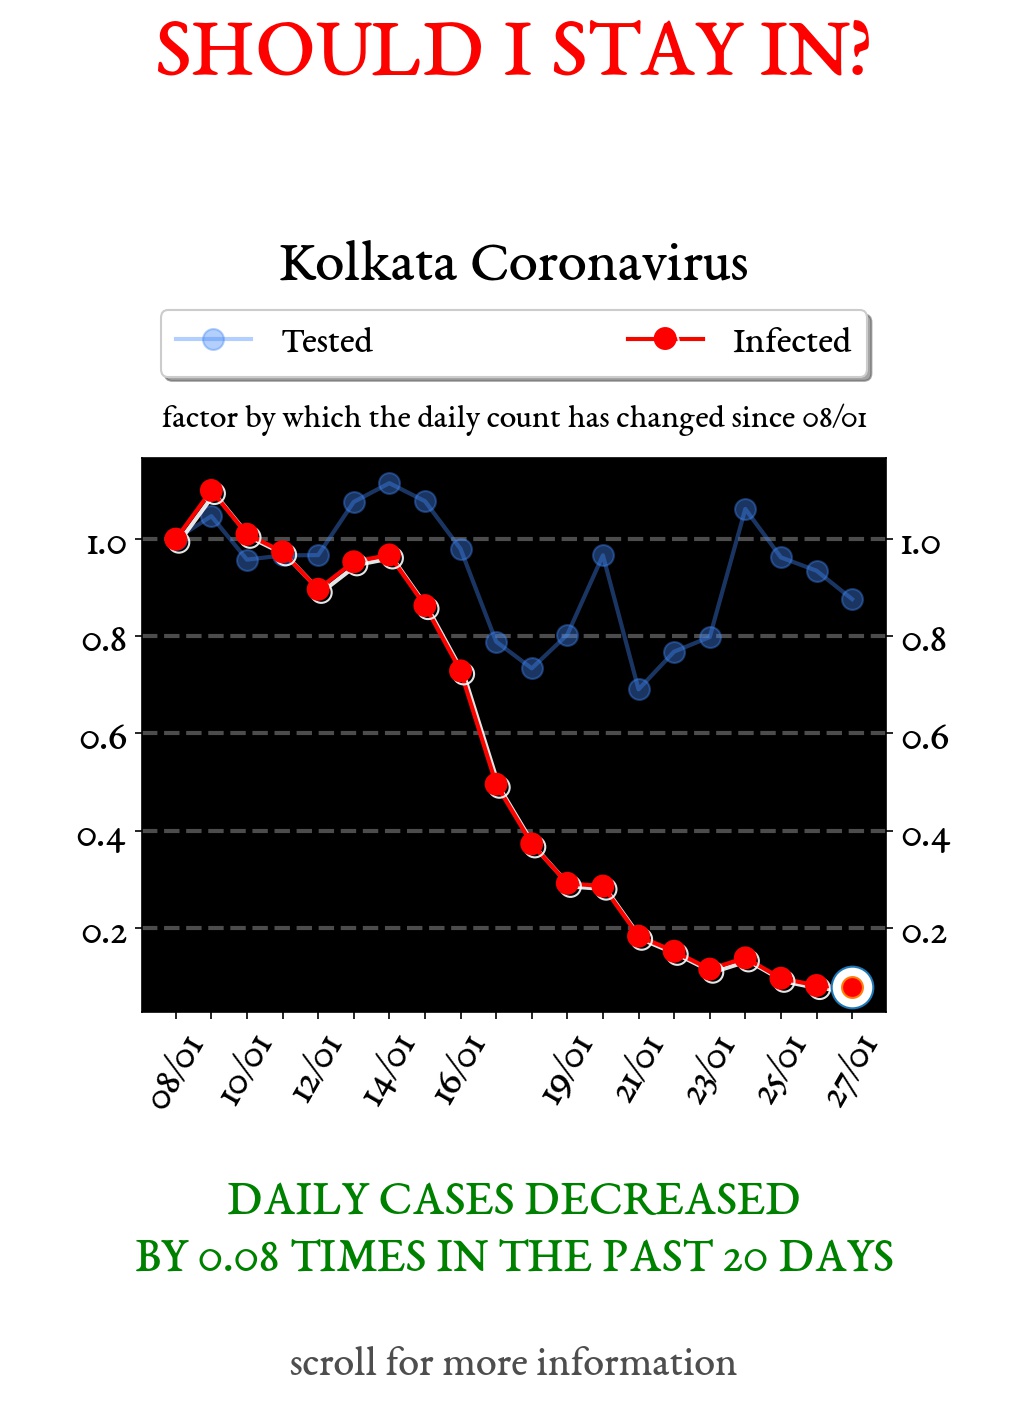 SHOULD I STAY IN?
Kolkata Coronavirus
Tested Infected
factor by which the daily count has changed since 08/01
1.0 1.0
0.8 0.8
0.6 0.6
0.4 0.4
0.2 0.2
08/01 10/01 12/01 14/01 16/01 19/01 21/01 23/01 25/01 27/01
DAILY CASES DECREASED
BY 0.08 TIMES IN THE PAST 20 DAYS
scroll for more information